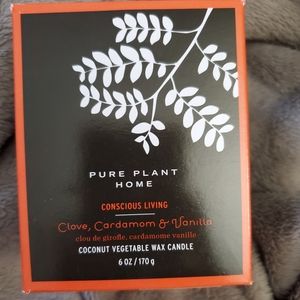 PURE PLANT
HOME
CONSCIOUS LIVING
Clove, Cardamom & Vanilla
clou de girofle, cardamome vanille
COCONUT VEGETABLE WAX CANDLE
6 OZ / 170 g